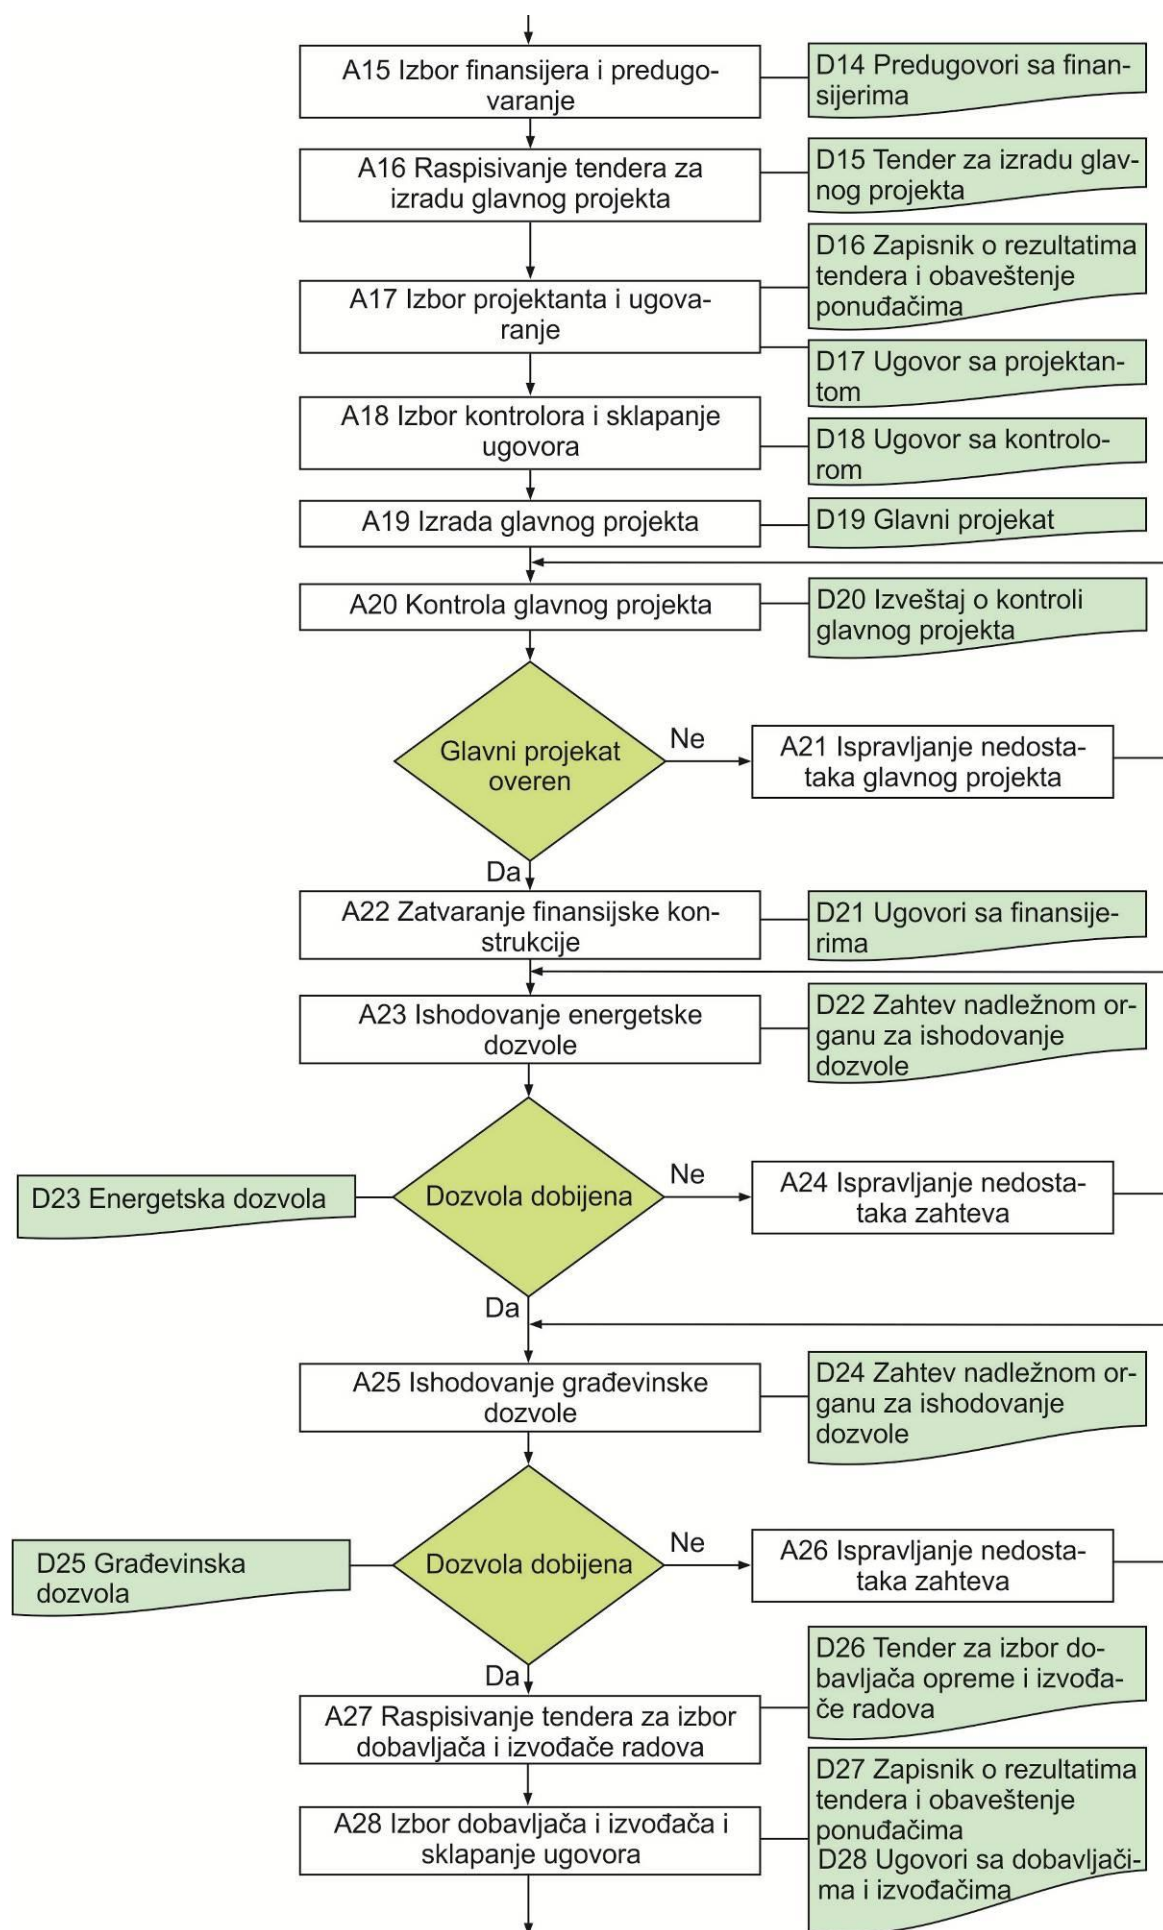 A15 Izbor finansijera i predugo-
varanje
D14 Predugovori sa finan-
sijerima
A16 Raspisivanje tendera za
izradu glavnog projekta
D15 Tender za izradu glav-
nog projekta
D16 Zapisnik o rezultatima
tendera i obaveštenje
ponuđačima
A17 Izbor projektanta i ugova-
ranje
D17 Ugovor sa projektan-
tom
A18 Izbor kontrolora i sklapanje
ugovora
D18 Ugovor sa kontrolo-
rom
A19 Izrada glavnog projekta
D19 Glavni projekat
A20 Kontrola glavnog projekta
D20 Izveštaj o kontroli
glavnog projekta
Glavni projekat
overen
Ne
A21 Ispravljanje nedosta-
taka glavnog projekta
Da
A22 Zatvaranje finansijske kon-
strukcije
D21 Ugovori sa finansije-
rima
A23 Ishodovanje energetske
dozvole
D22 Zahtev nadležnom or-
ganu za ishodovanje
dozvole
D23 Energetska dozvola
Dozvola dobijena
Ne
A24 Ispravljanje nedosta-
taka zahteva
Da
A25 Ishodovanje građevinske
dozvole
D24 Zahtev nadležnom or-
ganu za ishodovanje
dozvole
D25 Građevinska
dozvola
Dozvola dobijena
Ne
A26 Ispravljanje nedosta-
taka zahteva
Da
A27 Raspisivanje tendera za izbor
dobavljača i izvođače radova
D26 Tender za izbor do-
bavljača opreme i izvođa-
če radova
A28 Izbor dobavljača i izvođača i
sklapanje ugovora
D27 Zapisnik o rezultatima
tendera i obaveštenje
ponuđačima
D28 Ugovori sa dobavljači-
ma i izvođačima